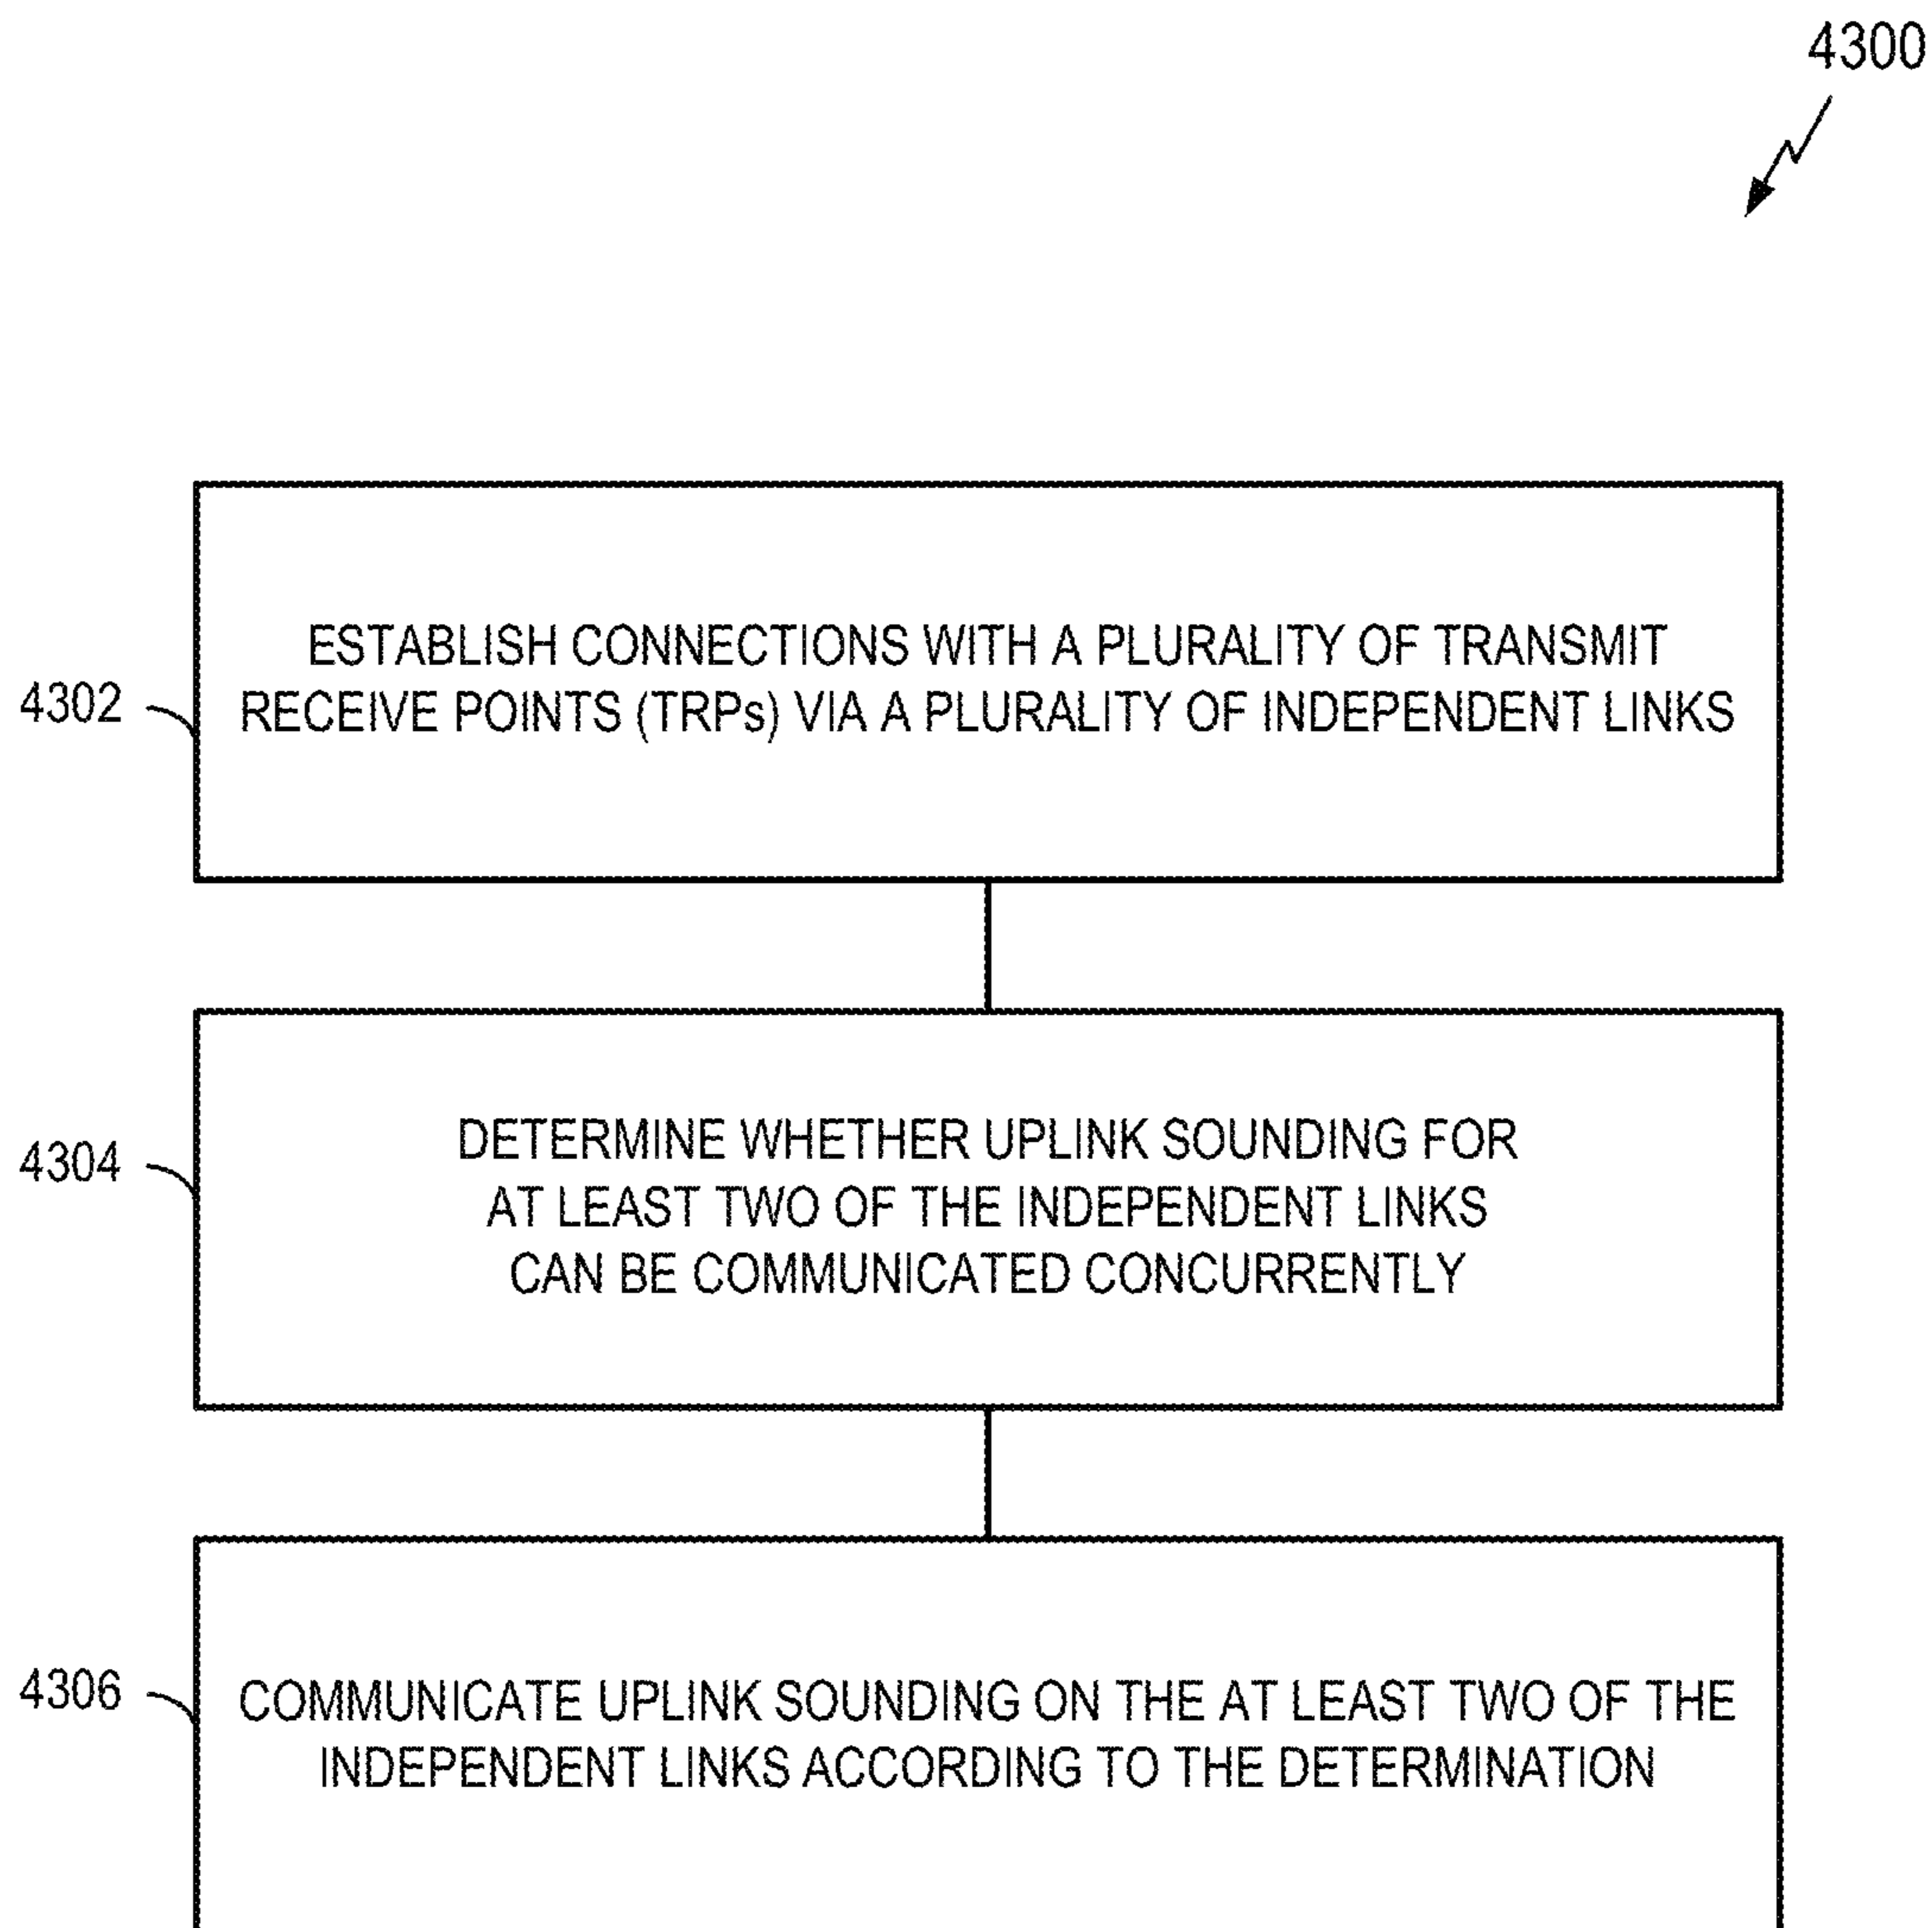 4300
4302
ESTABLISH CONNECTIONS WITH A PLURALITY OF TRANSMIT
RECEIVE POINTS (TRPs) VIA A PLURALITY OF INDEPENDENT LINKS
4304
DETERMINE WHETHER UPLINK SOUNDING FOR
AT LEAST TWO OF THE INDEPENDENT LINKS
CAN BE COMMUNICATED CONCURRENTLY
4306
COMMUNICATE UPLINK SOUNDING ON THE AT LEAST TWO OF THE
INDEPENDENT LINKS ACCORDING TO THE DETERMINATION